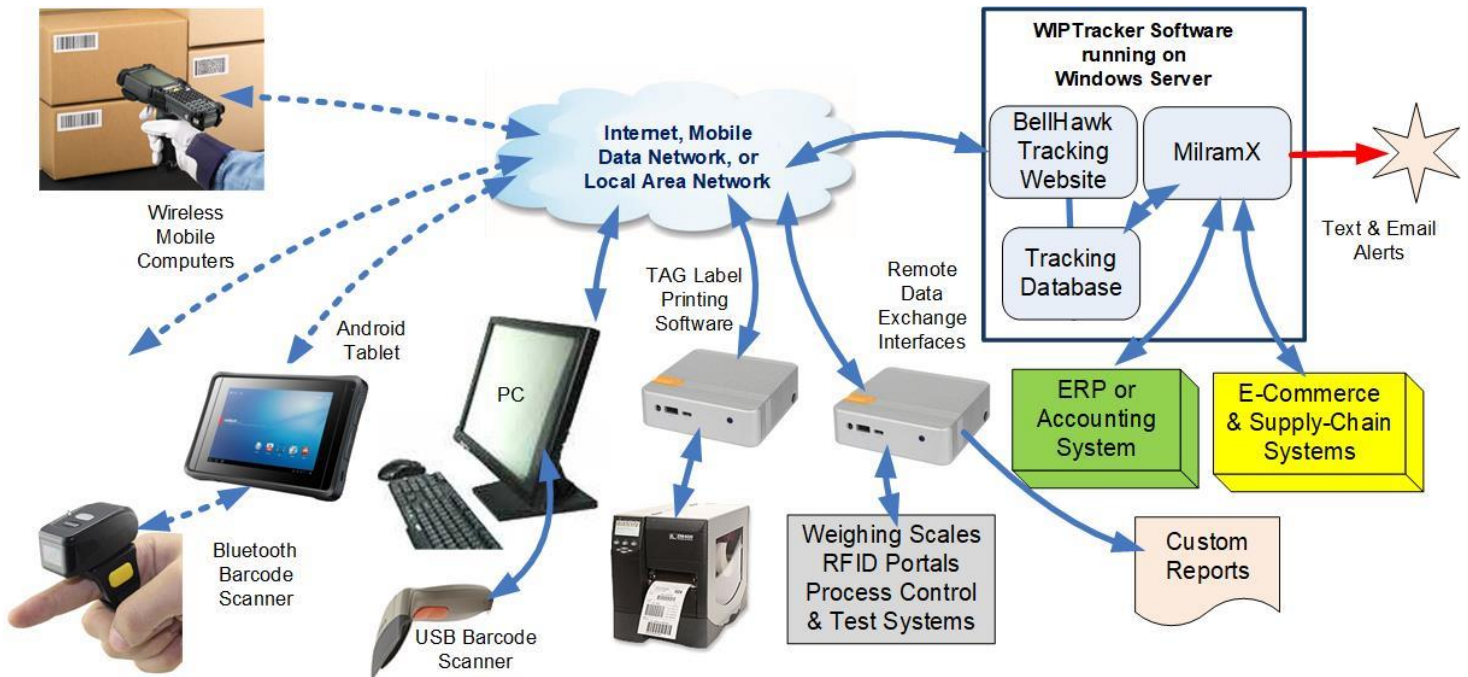 WIPTracker Software
running on
Windows Server
BellHawk
Tracking
Website
MilramX
Tracking
Database
Text & Email
Alerts
Internet, Mobile
Data Network, or
Local Area Network
Wireless
Mobile
Computers
Android
Tablet
PC
TAG Label
Printing
Software
Remote
Data
Exchange
Interfaces
ERP or
Accounting
System
E-Commerce
& Supply-Chain
Systems
Bluetooth
Barcode
Scanner
USB Barcode
Scanner
Weighing Scales
RFID Portals
Process Control
& Test Systems
Custom
Reports